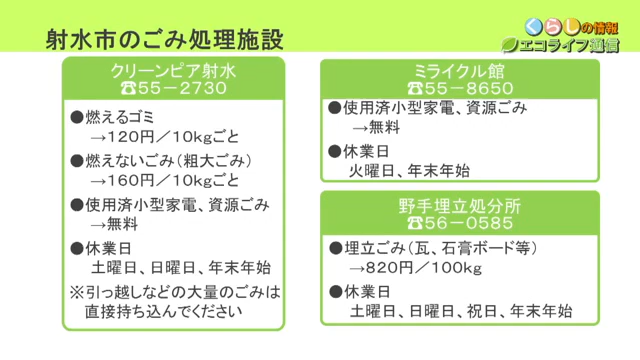 射水市のごみ処理施設
くらしの情報
エコライフ通信
クリーンピア射水
☎55－2730
●燃えるゴミ
→120円／10kgごと
●燃えないごみ（粗大ごみ）
→160円／10kgごと
●使用済小型家電、資源ごみ
→無料
●休業日
土曜日、日曜日、年末年始
※引っ越しなどの大量のごみは
直接持ち込んでください
ミライクル館
☎55－8650
●使用済小型家電、資源ごみ
→無料
●休業日
火曜日、年末年始
野手埋立処分所
☎56－0585
●埋立ごみ（瓦、石膏ボード等）
→820円／100kg
●休業日
土曜日、日曜日、祝日、年末年始